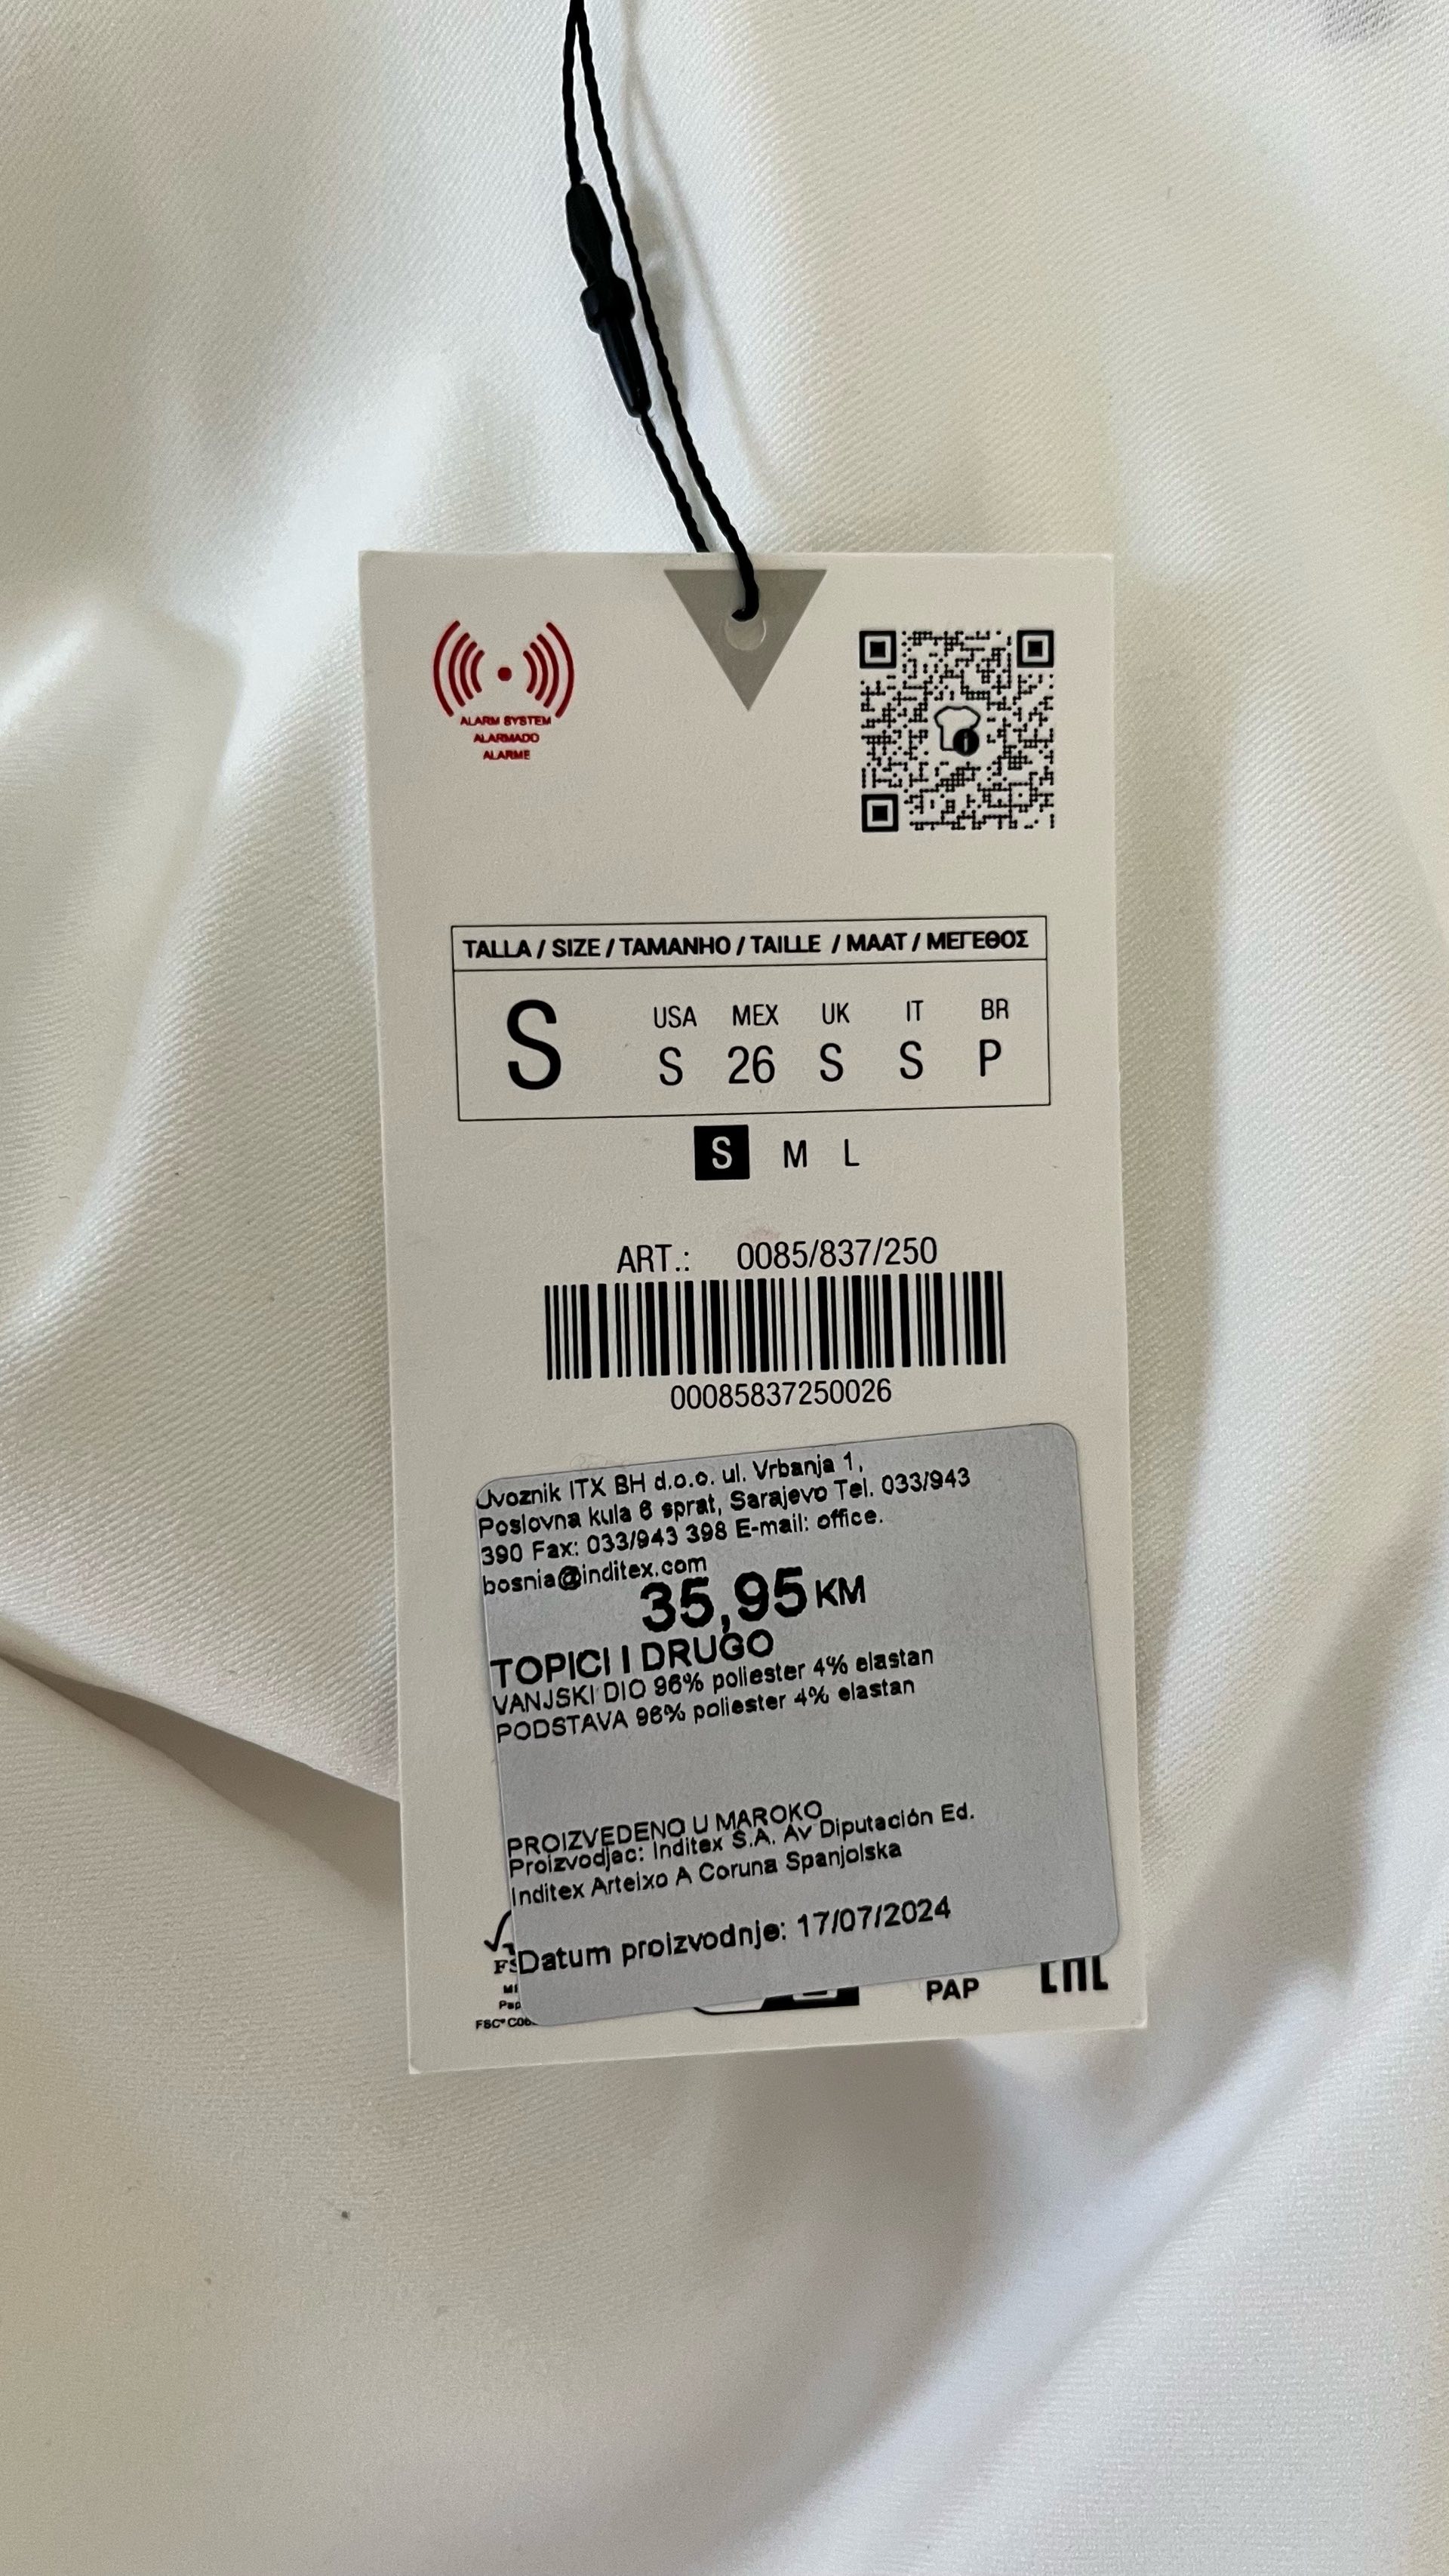 ALARM SYSTEM
ALARMADO
ALARME
TALLA / SIZE / TAMANHO / TAILLE / MAAT / ΜΕΓΕΘΟΣ
S
USA MEX UK IT BR
S 26 S S P
S M L
ART.: 0085/837/250
00085837250026
Uvoznik ITX BH d.o.o. ul. Vrbanja 1,
Poslovna kula 6 sprat, Sarajevo Tel. 033/943
390 Fax: 033/943 398 E-mail: office.
bosnia@inditex.com
35,95 KM
TOPICI I DRUGO
VANJSKI DIO 96% poliester 4% elastan
PODSTAVA 96% poliester 4% elastan
PROIZVEDENO U MAROKO
Proizvodjac: Inditex S.A. Av Diputación Ed.
Inditex Arteixo A Coruna Spanjolska
Datum proizvodnje: 17/07/2024
PAP